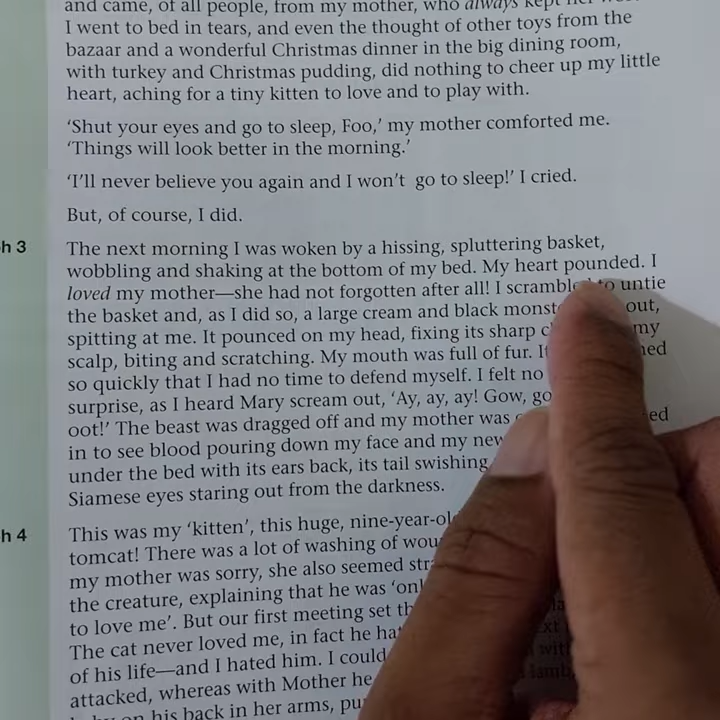 and came, of all people, from my mother, who always kept her
I went to bed in tears, and even the thought of other toys from the
bazaar and a wonderful Christmas dinner in the big dining room,
with turkey and Christmas pudding, did nothing to cheer up my little
heart, aching for a tiny kitten to love and to play with.
‘Shut your eyes and go to sleep, Foo,’ my mother comforted me.
‘Things will look better in the morning.’
‘I’ll never believe you again and I won’t go to sleep!’ I cried.
But, of course, I did.
h 3 The next morning I was woken by a hissing, spluttering basket,
wobbling and shaking at the bottom of my bed. My heart pounded. I
loved my mother—she had not forgotten after all! I scrambled to untie
the basket and, as I did so, a large cream and black out,
spitting at me. It pounced on my head, fixing its sharp my
scalp, biting and scratching. My mouth was full of fur.
so quickly that I had no time to defend myself. I felt no
surprise, as I heard Mary scream out, ‘Ay, ay, ay! Gow,
oot!’ The beast was dragged off and my mother was
in to see blood pouring down my face and my new
under the bed with its ears back, its tail swishing
Siamese eyes staring out from the darkness.
h 4 This was my ‘kitten’, this huge,
tomcat! There was a lot of washing of
my mother was sorry, she also seemed
the creature, explaining that he was
to love me’. But our first meeting set
The cat never loved me, in fact he
of his life—and I hated him. I could
attacked, whereas with Mother he
on his back in her arms,